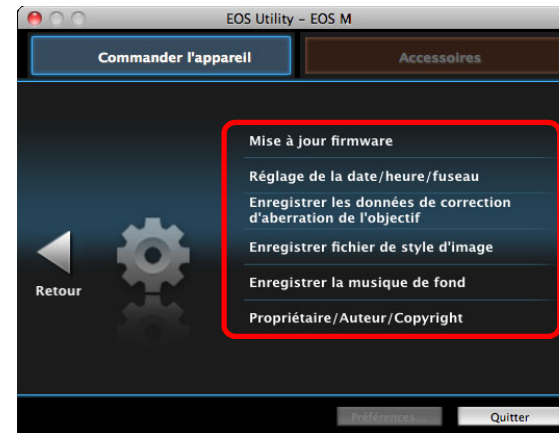 EOS Utility – EOS M
Commander l'appareil
Accessoires
Mise à jour firmware
Réglage de la date/heure/fuseau
Enregistrer les données de correction
d'aberration de l'objectif
Enregistrer fichier de style d'image
Enregistrer la musique de fond
Propriétaire/Auteur/Copyright
Retour
Préférences...
Quitter